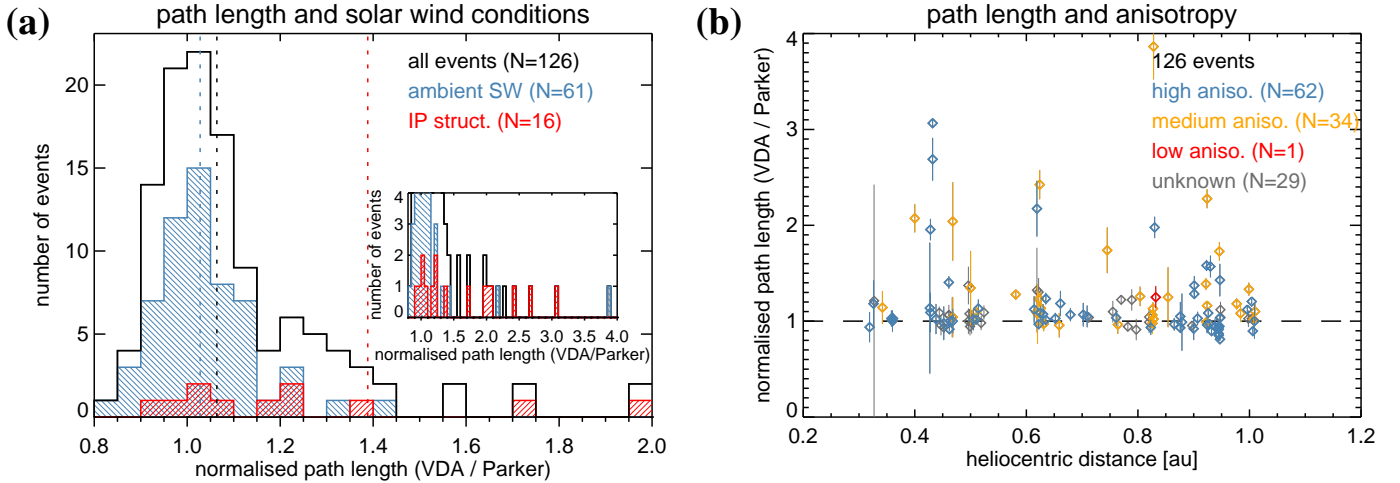 (a)
path length and solar wind conditions
all events (N=126)
ambient SW (N=61)
IP struct. (N=16)
number of events
20
15
10
5
0
0.8 1.0 1.2 1.4 1.6 1.8 2.0
normalised path length (VDA / Parker)
number of events
4
3
2
1
0
1.0 1.5 2.0 2.5 3.0 3.5 4.0
normalised path length (VDA/Parker)
(b)
path length and anisotropy
126 events
high aniso. (N=62)
medium aniso. (N=34)
low aniso. (N=1)
unknown (N=29)
normalised path length (VDA / Parker)
4
3
2
1
0
0.2 0.4 0.6 0.8 1.0 1.2
heliocentric distance [au]